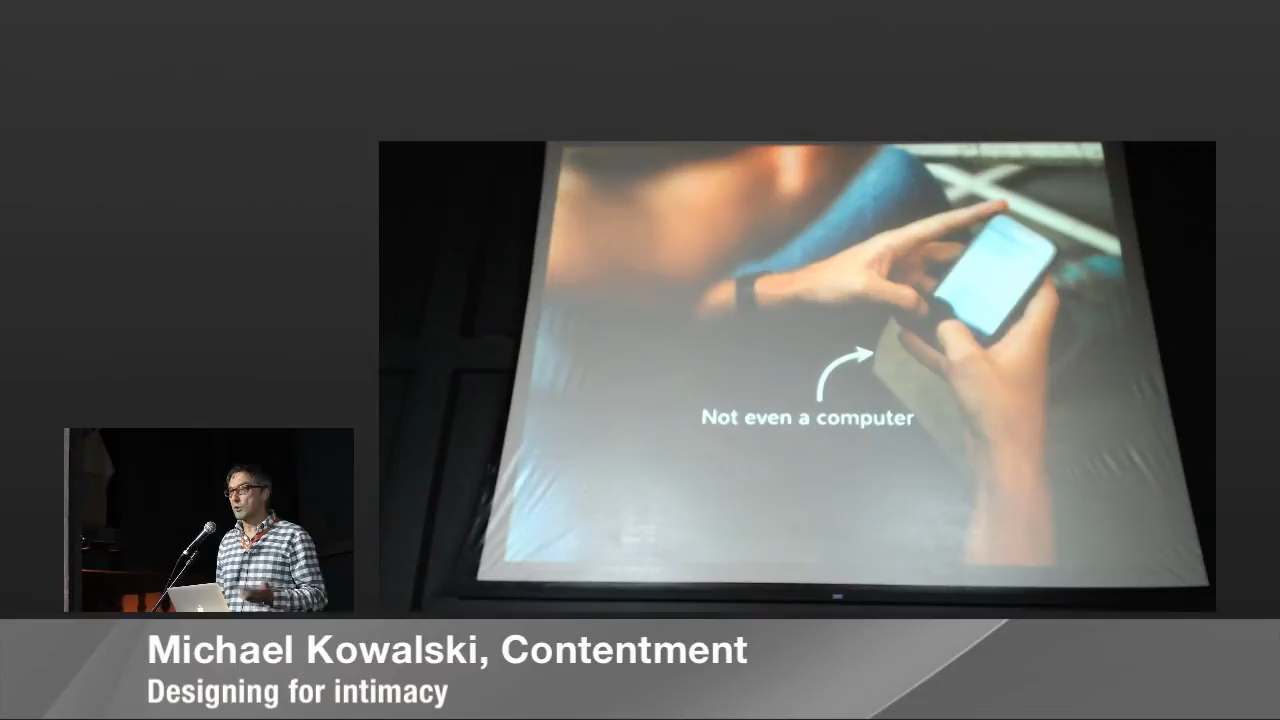 Not even a computer
Michael Kowalski, Contentment
Designing for intimacy